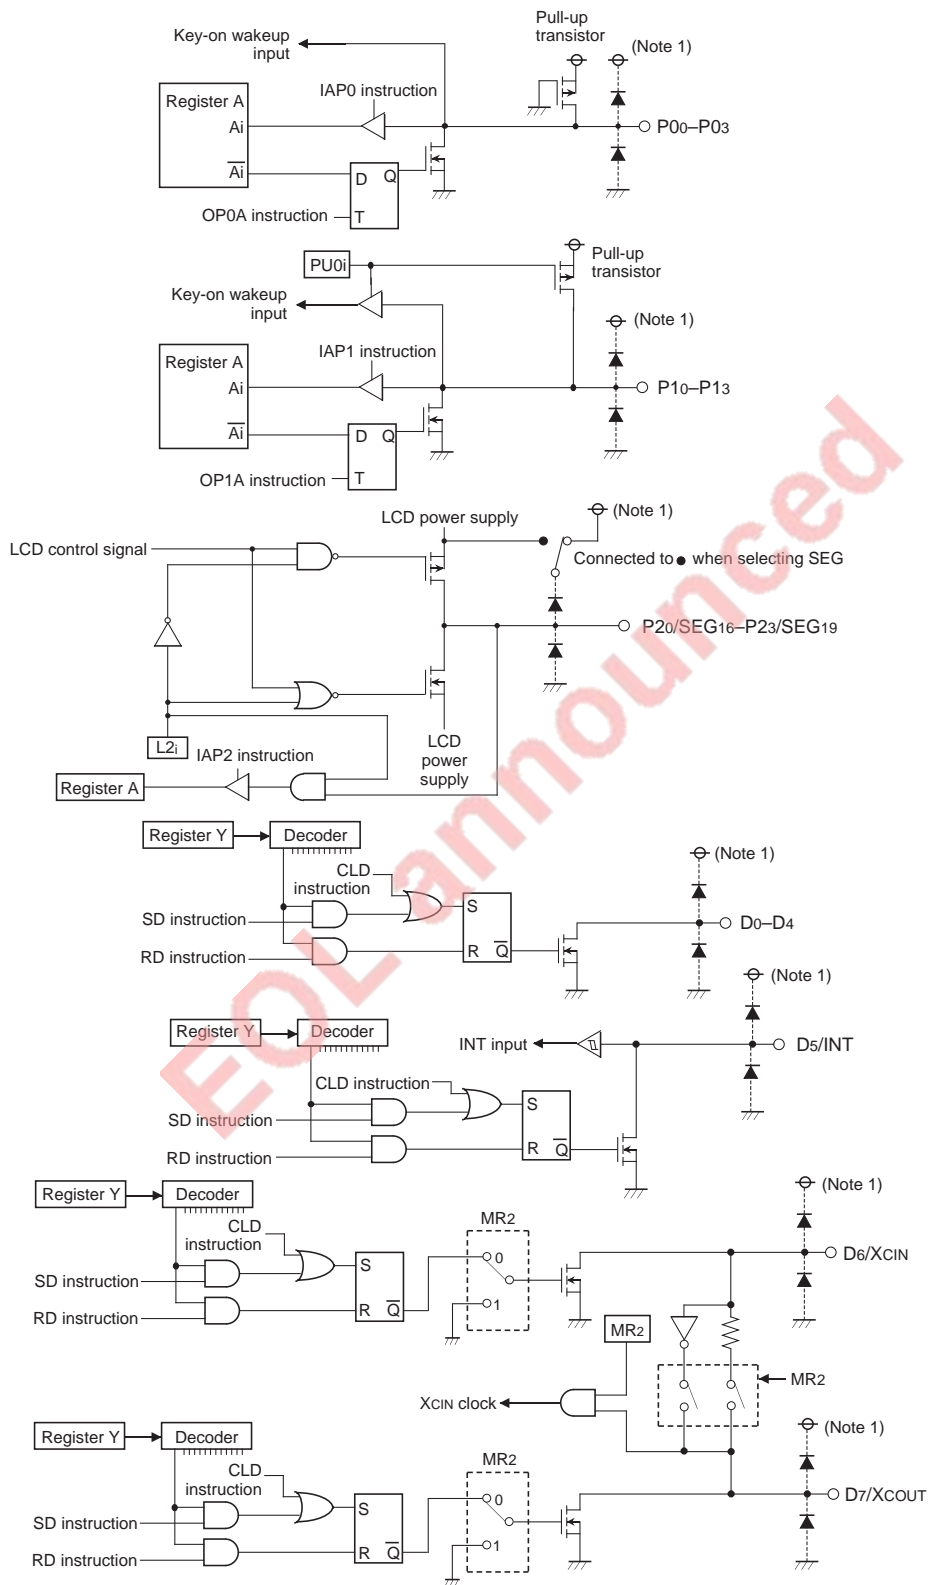 Pull-up
transistor
Key-on wakeup
input
(Note 1)
Register A
IAP0 instruction
Ai
P00–P03
Ai
D Q
OP0A instruction
T
PU0i
Pull-up
transistor
Key-on wakeup
input
(Note 1)
Register A
IAP1 instruction
Ai
P10–P13
Ai
D Q
OP1A instruction
T
LCD power supply
(Note 1)
LCD control signal
Connected to ● when selecting SEG
P20/SEG16–P23/SEG19
L2i
LCD
power
supply
IAP2 instruction
Register A
Register Y
Decoder
(Note 1)
CLD
instruction
S
SD instruction
D0–D4
RD instruction
R Q
(Note 1)
Register Y
Decoder
INT input
D5/INT
CLD instruction
S
SD instruction
RD instruction
R Q
Register Y
Decoder
(Note 1)
CLD
instruction
MR2
S
0
D6/XCIN
SD instruction
RD instruction
R Q
1
MR2
MR2
XCIN clock
Register Y
Decoder
(Note 1)
CLD
instruction
MR2
S
0
D7/XCOUT
SD instruction
RD instruction
R Q
1
EOL announced